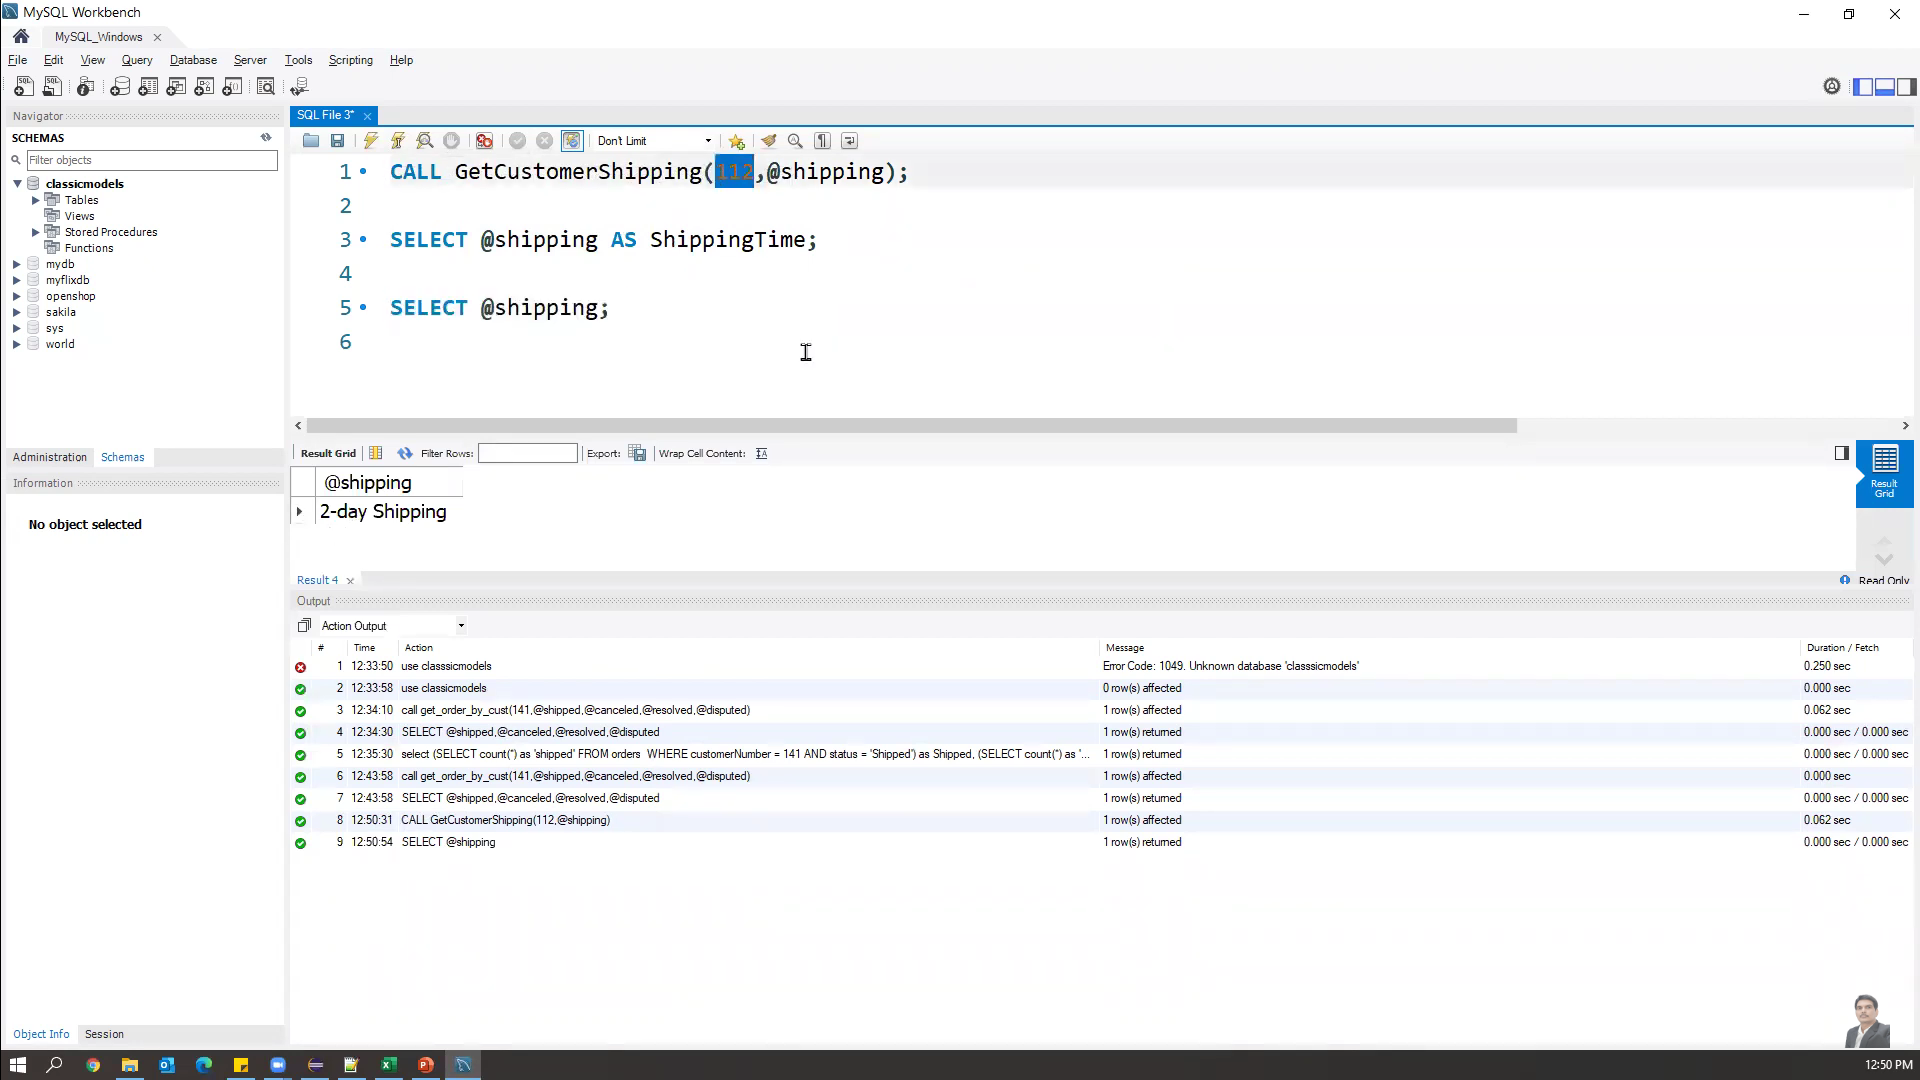 MySQL Workbench
MySQL_Windows
File Edit View Query Database Server Tools Scripting Help
Navigator
SCHEMAS
Filter objects
classicmodels
Tables
Views
Stored Procedures
Functions
mydb
myflixdb
openshop
sakila
sys
world
Administration Schemas
Information
No object selected
Object Info Session
SQL File 3*
Don't Limit
1 CALL GetCustomerShipping(112,@shipping);
2
3 SELECT @shipping AS ShippingTime;
4
5 SELECT @shipping;
6
Result Grid Filter Rows: Export: Wrap Cell Content:
@shipping
2-day Shipping
Result Grid
Result 4 Read Only
Output
Action Output
# Time Action Message Duration / Fetch
1 12:33:50 use classsicmodels Error Code: 1049. Unknown database 'classsicmodels' 0.250 sec
2 12:33:58 use classicmodels 0 row(s) affected 0.000 sec
3 12:34:10 call get_order_by_cust(141,@shipped,@canceled,@resolved,@disputed) 1 row(s) affected 0.062 sec
4 12:34:30 SELECT @shipped,@canceled,@resolved,@disputed 1 row(s) returned 0.000 sec / 0.000 sec
5 12:35:30 select (SELECT count(*) as 'shipped' FROM orders WHERE customerNumber = 141 AND status = 'Shipped') as Shipped, (SELECT count(*) as '... 1 row(s) returned 0.000 sec / 0.000 sec
6 12:43:58 call get_order_by_cust(141,@shipped,@canceled,@resolved,@disputed) 1 row(s) affected 0.000 sec
7 12:43:58 SELECT @shipped,@canceled,@resolved,@disputed 1 row(s) returned 0.000 sec / 0.000 sec
8 12:50:31 CALL GetCustomerShipping(112,@shipping) 1 row(s) affected 0.062 sec
9 12:50:54 SELECT @shipping 1 row(s) returned 0.000 sec / 0.000 sec
12:50 PM